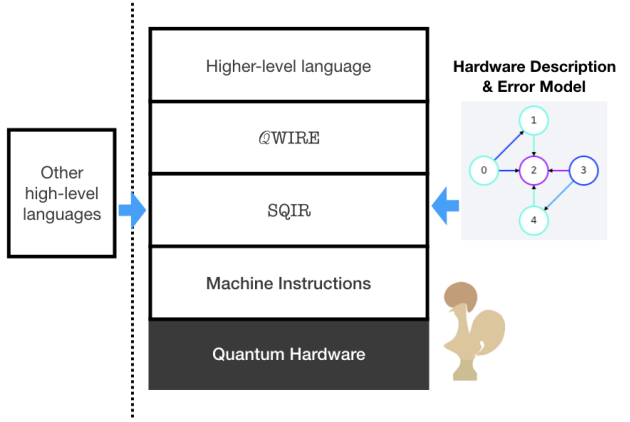 Higher-level language
QWIRE
SQIR
Machine Instructions
Quantum Hardware
Other
high-level
languages
Hardware Description
& Error Model
1
0
2
3
4